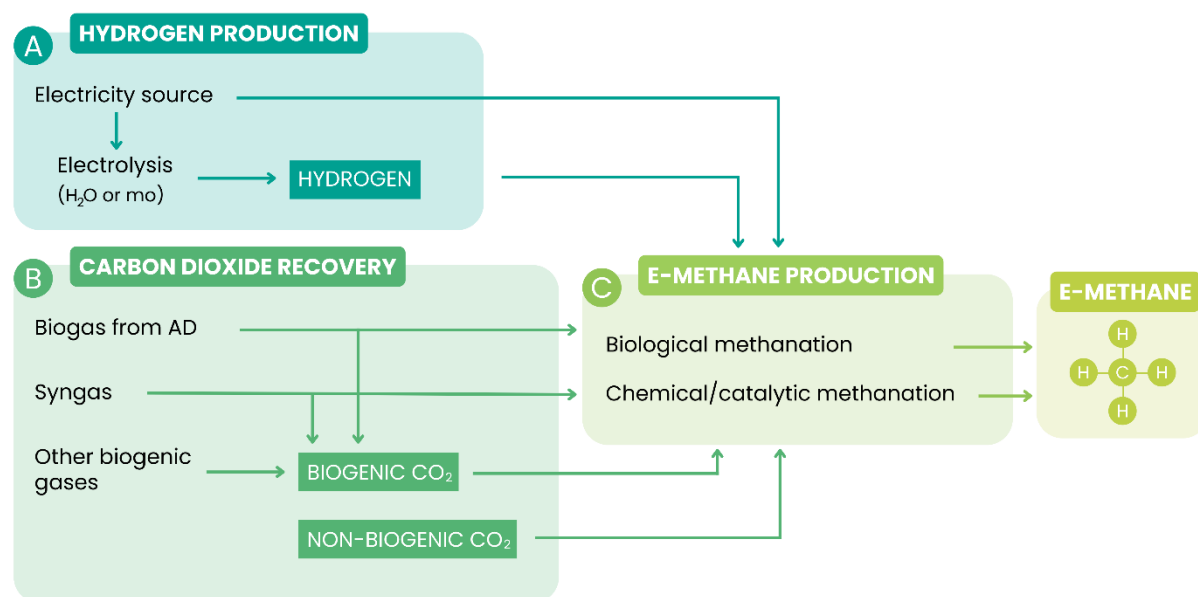 A
HYDROGEN PRODUCTION
Electricity source
Electrolysis
(H₂O or mo)
HYDROGEN
B
CARBON DIOXIDE RECOVERY
Biogas from AD
Syngas
Other biogenic
gases
BIOGENIC CO₂
NON-BIOGENIC CO₂
C
E-METHANE PRODUCTION
Biological methanation
Chemical/catalytic methanation
E-METHANE
H
H C H
H